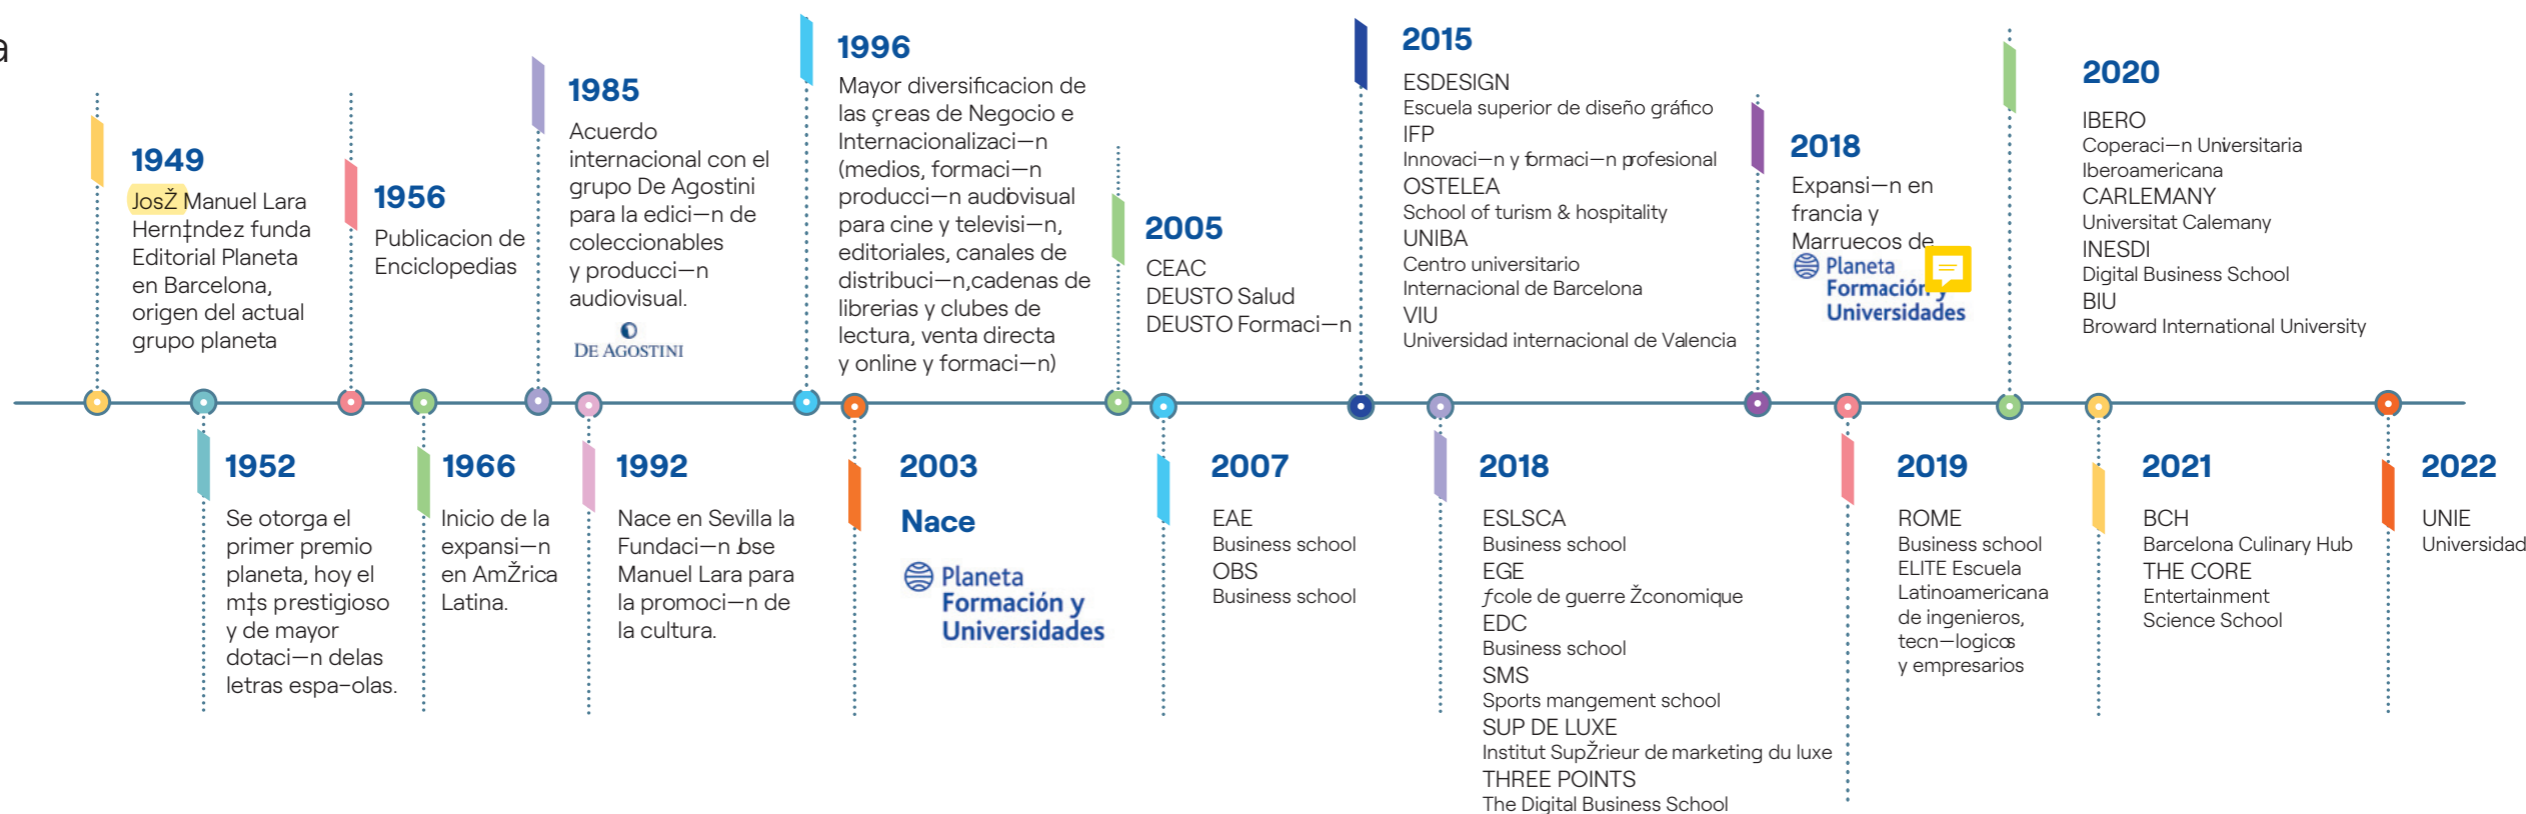 a
1949
JosŽ Manuel Lara
Hern‡ndez funda
Editorial Planeta
en Barcelona,
origen del actual
grupo planeta
1952
Se otorga el
primer premio
planeta, hoy el
m‡s prestigioso
y de mayor
dotaci—n delas
letras espa–olas.
1956
Publicacion de
Enciclopedias
1966
Inicio de la
expansi—n
en AmŽrica
Latina.
1985
Acuerdo
internacional con el
grupo De Agostini
para la edici—n de
coleccionables
y producci—n
audiovisual.
DE AGOSTINI
1992
Nace en Sevilla la
Fundaci—n Jose
Manuel Lara para
la promoci—n de
la cultura.
1996
Mayor diversificacion de
las çreas de Negocio e
Internacionalizaci—n
(medios, formaci—n
producci—n audiovisual
para cine y televisi—n,
editoriales, canales de
distribuci—n,cadenas de
librerias y clubes de
lectura, venta directa
y online y formaci—n)
2003
Nace
Planeta
Formación y
Universidades
2005
CEAC
DEUSTO Salud
DEUSTO Formaci—n
2007
EAE
Business school
OBS
Business school
2015
ESDESIGN
Escuela superior de diseño gráfico
IFP
Innovaci—n y formaci—n profesional
OSTELEA
School of turism & hospitality
UNIBA
Centro universitario
Internacional de Barcelona
VIU
Universidad internacional de Valencia
2018
ESLSCA
Business school
EGE
ƒcole de guerre Žconomique
EDC
Business school
SMS
Sports mangement school
SUP DE LUXE
Institut SupŽrieur de marketing du luxe
THREE POINTS
The Digital Business School
2018
Expansi—n en
francia y
Marruecos de
Planeta
Formación y
Universidades
2019
ROME
Business school
ELITE Escuela
Latinoamericana
de ingenieros,
tecn—logicos
y empresarios
2020
IBERO
Coperaci—n Universitaria
Iberoamericana
CARLEMANY
Universitat Calemany
INESDI
Digital Business School
BIU
Broward International University
2021
BCH
Barcelona Culinary Hub
THE CORE
Entertainment
Science School
2022
UNIE
Universidad